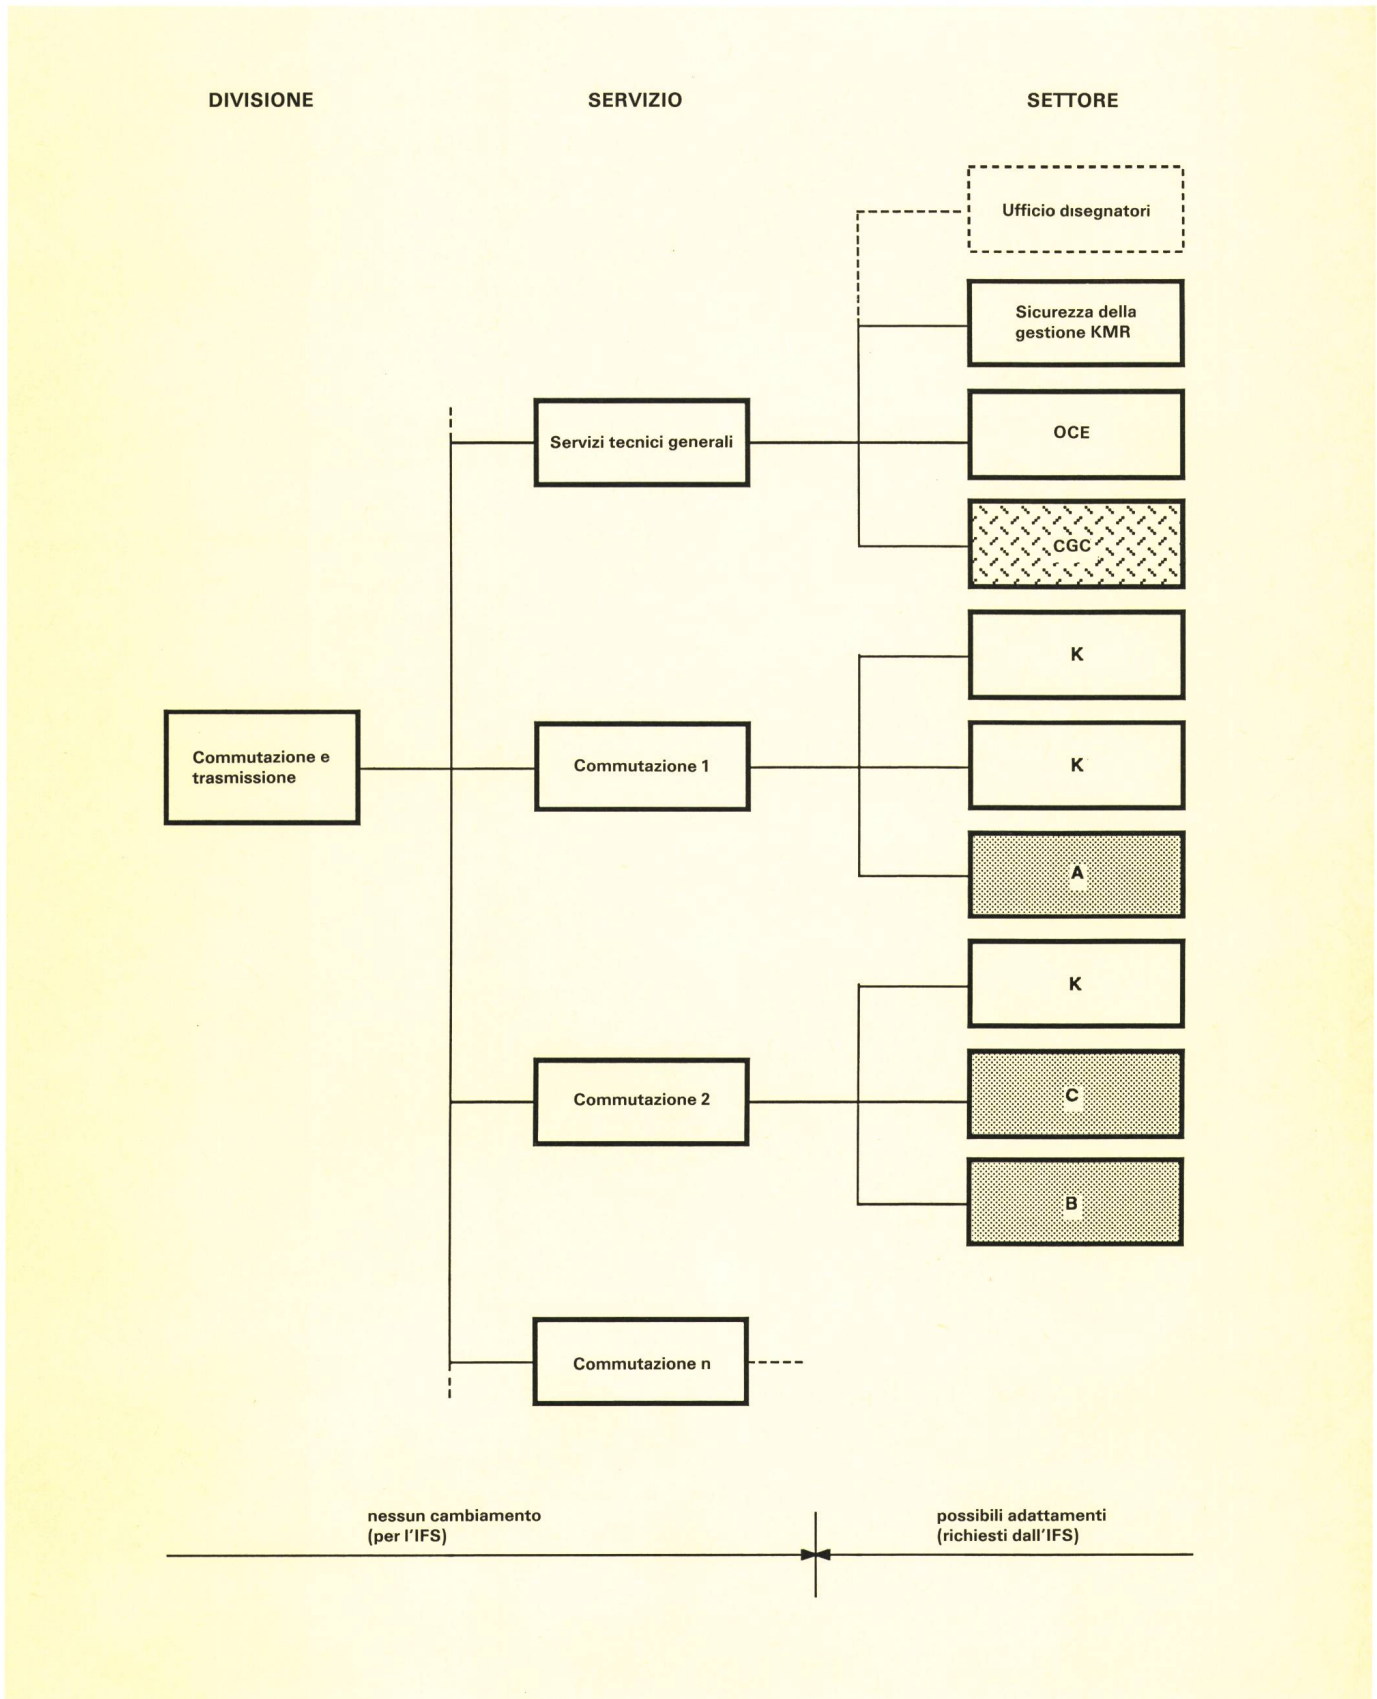 DIVISIONE
SERVIZIO
SETTORE
Ufficio disegnatori
Sicurezza della
gestione KMR
Servizi tecnici generali
OCE
CGC
K
Commutazione e
trasmissione
Commutazione 1
K
A
K
Commutazione 2
C
B
Commutazione n
nessun cambiamento
(per l'IFS)
possibili adattamenti
(richiesti dall'IFS)